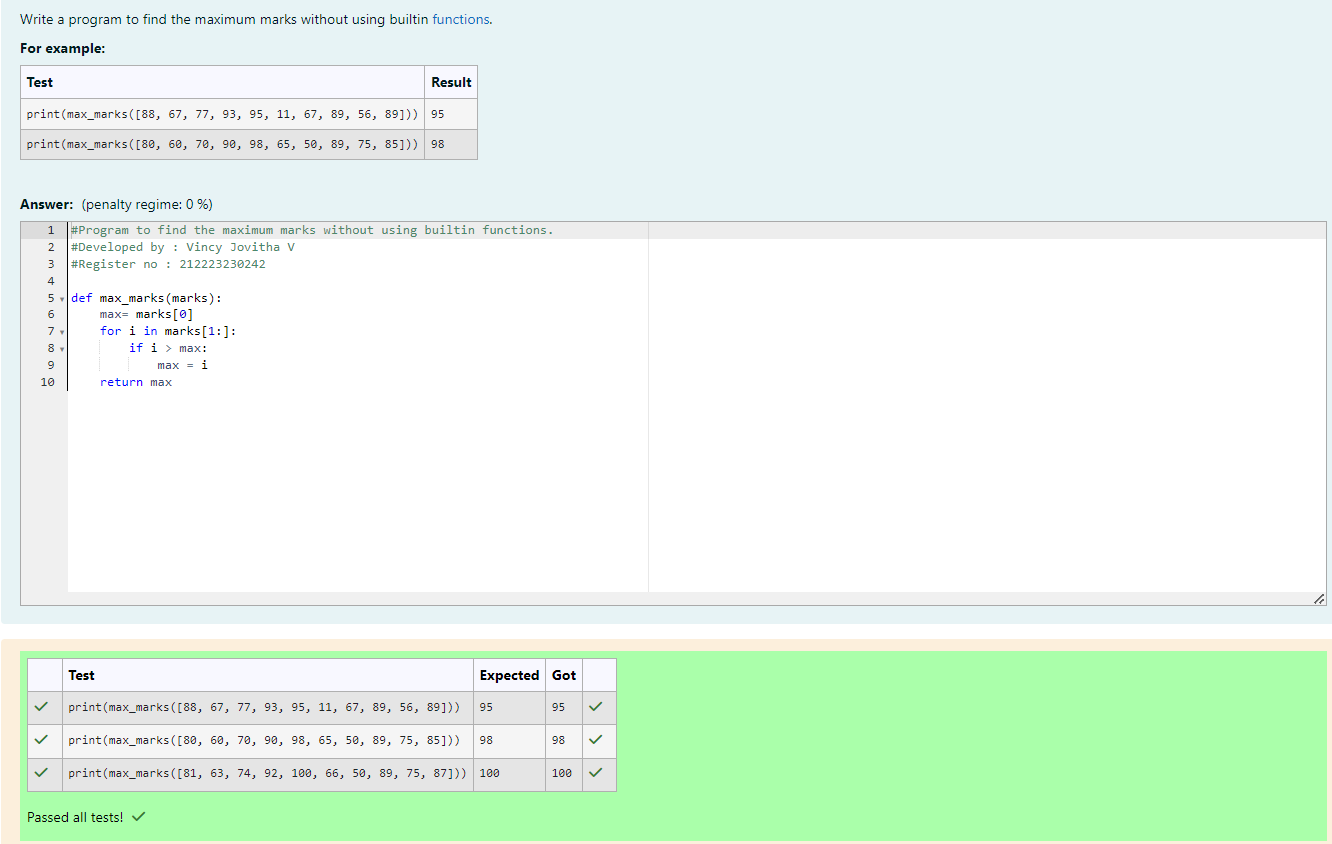 Write a program to find the maximum marks without using builtin functions.
For example:
Test Result
print(max_marks([88, 67, 77, 93, 95, 11, 67, 89, 56, 89])) 95
print(max_marks([80, 60, 70, 90, 98, 65, 50, 89, 75, 85])) 98
Answer: (penalty regime: 0 %)
1 #Program to find the maximum marks without using builtin functions.
2 #Developed by : Vincy Jovitha V
3 #Register no : 212223230242
4
5 def max_marks(marks):
6 max= marks[0]
7 for i in marks[1:]:
8 if i > max:
9 max = i
10 return max
Test Expected Got
print(max_marks([88, 67, 77, 93, 95, 11, 67, 89, 56, 89])) 95 95
print(max_marks([80, 60, 70, 90, 98, 65, 50, 89, 75, 85])) 98 98
print(max_marks([81, 63, 74, 92, 100, 66, 50, 89, 75, 87])) 100 100
Passed all tests!